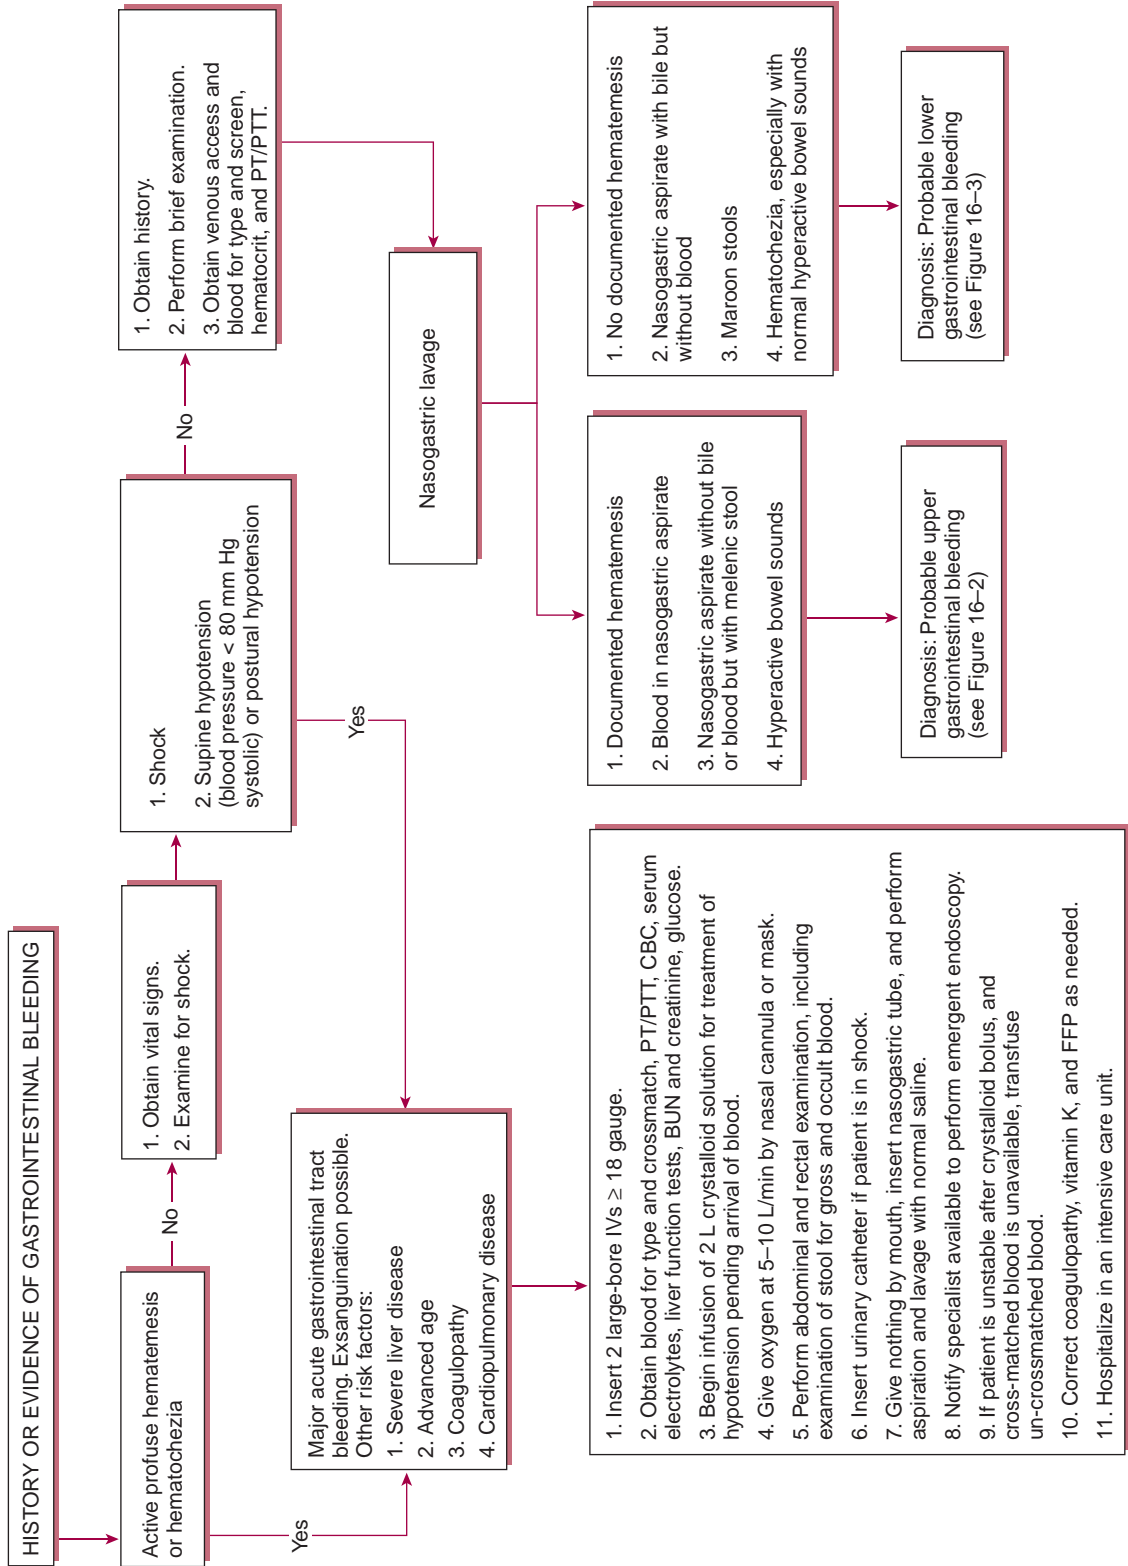 HISTORY OR EVIDENCE OF GASTROINTESTINAL BLEEDING
Active profuse hematemesis
or hematochezia
No
Yes
1. Obtain vital signs.
2. Examine for shock.
1. Shock
2. Supine hypotension
(blood pressure < 80 mm Hg
systolic) or postural hypotension
No
Yes
1. Obtain history.
2. Perform brief examination.
3. Obtain venous access and
blood for type and screen,
hematocrit, and PT/PTT.
Major acute gastrointestinal tract
bleeding. Exsanguination possible.
Other risk factors:
1. Severe liver disease
2. Advanced age
3. Coagulopathy
4. Cardiopulmonary disease
Nasogastric lavage
1. Insert 2 large-bore IVs ≥ 18 gauge.
2. Obtain blood for type and crossmatch, PT/PTT, CBC, serum
electrolytes, liver function tests, BUN and creatinine, glucose.
3. Begin infusion of 2 L crystalloid solution for treatment of
hypotension pending arrival of blood.
4. Give oxygen at 5–10 L/min by nasal cannula or mask.
5. Perform abdominal and rectal examination, including
examination of stool for gross and occult blood.
6. Insert urinary catheter if patient is in shock.
7. Give nothing by mouth, insert nasogastric tube, and perform
aspiration and lavage with normal saline.
8. Notify specialist available to perform emergent endoscopy.
9. If patient is unstable after crystalloid bolus, and
cross-matched blood is unavailable, transfuse
un-crossmatched blood.
10. Correct coagulopathy, vitamin K, and FFP as needed.
11. Hospitalize in an intensive care unit.
1. Documented hematemesis
2. Blood in nasogastric aspirate
3. Nasogastric aspirate without bile
or blood but with melenic stool
4. Hyperactive bowel sounds
1. No documented hematemesis
2. Nasogastric aspirate with bile but
without blood
3. Maroon stools
4. Hematochezia, especially with
normal hyperactive bowel sounds
Diagnosis: Probable upper
gastrointestinal bleeding
(see Figure 16–2)
Diagnosis: Probable lower
gastrointestinal bleeding
(see Figure 16–3)